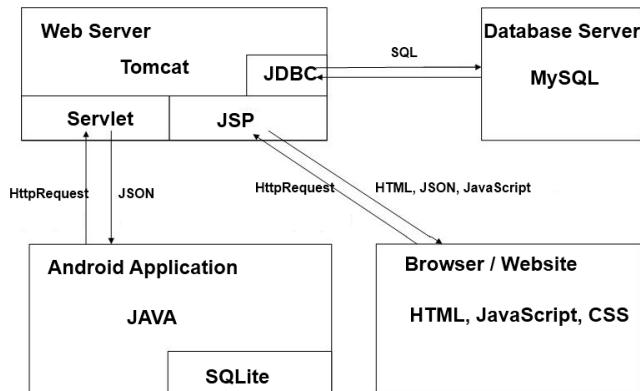 Web Server
Tomcat
JDBC
Servlet
JSP
SQL
Database Server
MySQL
HttpRequest
JSON
HttpRequest
HTML, JSON, JavaScript
Android Application
JAVA
SQLite
Browser / Website
HTML, JavaScript, CSS